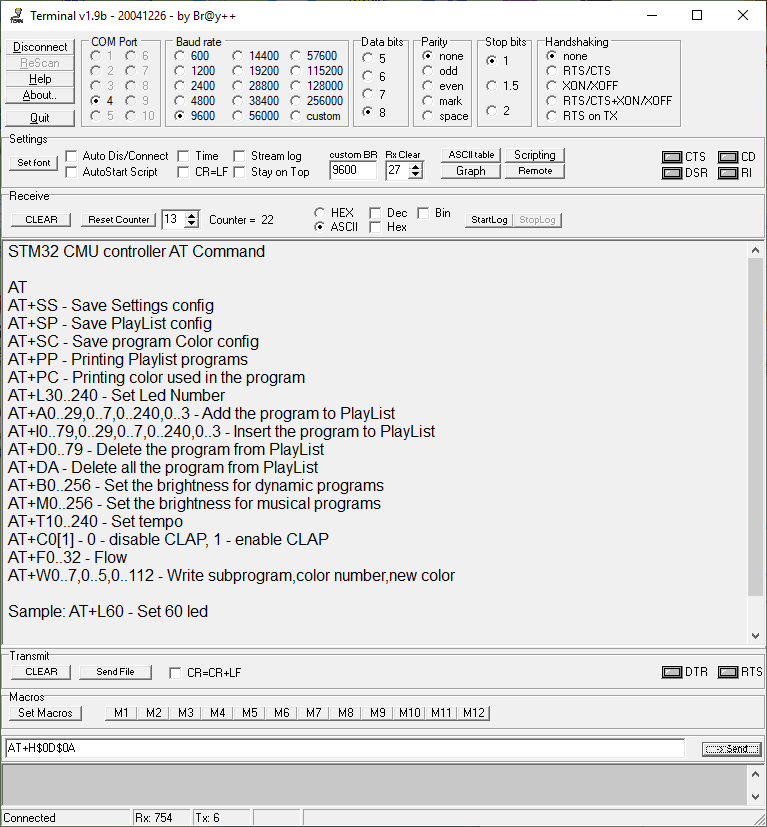 Terminal v1.9b - 20041226 - by Br@y++
Disconnect
ReScan
Help
About..
Quit
COM Port
1 6
2 7
3 8
4 9
5 10
Baud rate
600 14400 57600
1200 19200 115200
2400 28800 128000
4800 38400 256000
9600 56000 custom
Data bits
5
6
7
8
Parity
none
odd
even
mark
space
Stop bits
1
1.5
2
Handshaking
none
RTS/CTS
XON/XOFF
RTS/CTS+XON/XOFF
RTS on TX
Settings
Set font
Auto Dis/Connect Time Stream log
AutoStart Script CR=LF Stay on Top
custom BR Rx Clear
9600 27
ASCII table Scripting
Graph Remote
CTS CD
DSR RI
Receive
CLEAR Reset Counter 13 Counter = 22
HEX Dec Bin
ASCII Hex
StartLog StopLog
STM32 CMU controller AT Command
AT
AT+SS - Save Settings config
AT+SP - Save PlayList config
AT+SC - Save program Color config
AT+PP - Printing Playlist programs
AT+PC - Printing color used in the program
AT+L30..240 - Set Led Number
AT+A0..29,0..7,0..240,0..3 - Add the program to PlayList
AT+I0..79,0..29,0..7,0..240,0..3 - Insert the program to PlayList
AT+D0..79 - Delete the program from PlayList
AT+DA - Delete all the program from PlayList
AT+B0..256 - Set the brightness for dynamic programs
AT+M0..256 - Set the brightness for musical programs
AT+T10..240 - Set tempo
AT+C0[1] - 0 - disable CLAP, 1 - enable CLAP
AT+F0..32 - Flow
AT+W0..7,0..5,0..112 - Write subprogram,color number,new color
Sample: AT+L60 - Set 60 led
Transmit
CLEAR Send File CR=CR+LF DTR RTS
Macros
Set Macros M1 M2 M3 M4 M5 M6 M7 M8 M9 M10 M11 M12
AT+H$0D$0A -> Send
Connected Rx: 754 Tx: 6